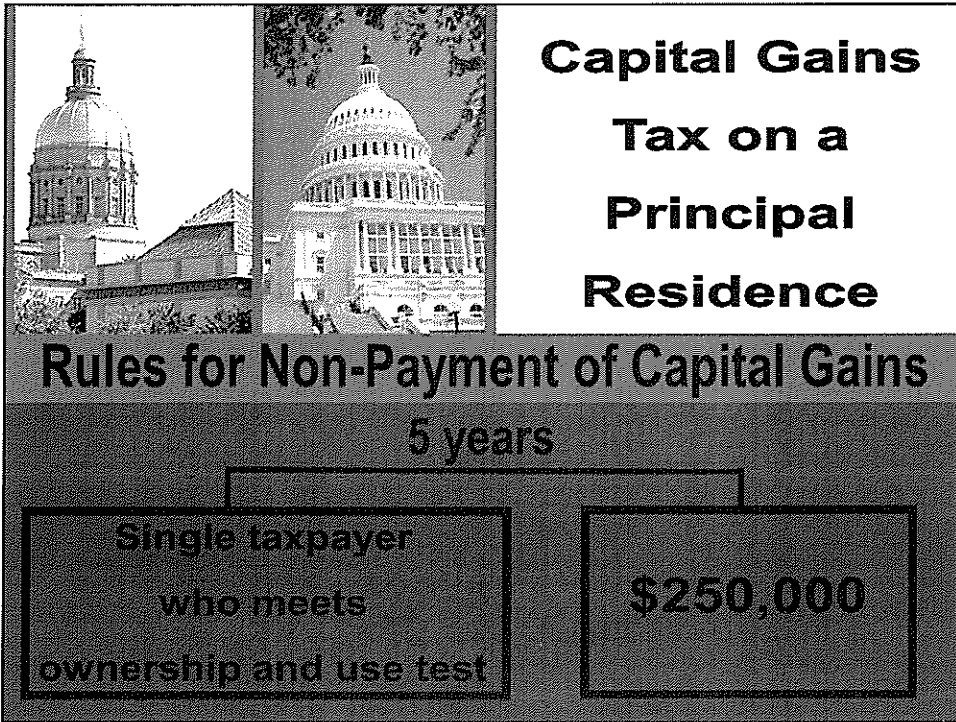 Capital Gains
Tax on a
Principal
Residence
Rules for Non-Payment of Capital Gains
5 years
Single taxpayer
who meets
ownership and use test
$250,000